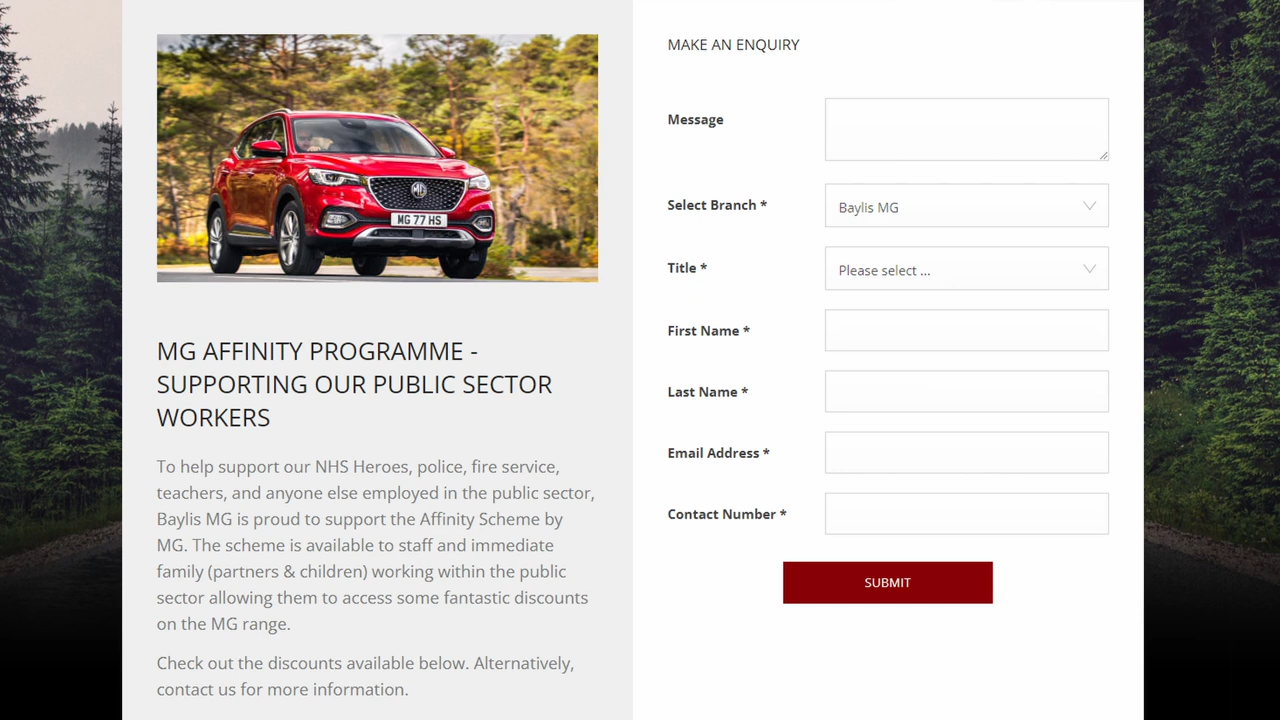 MG
MG 77 HS
MG AFFINITY PROGRAMME -
SUPPORTING OUR PUBLIC SECTOR
WORKERS
To help support our NHS Heroes, police, fire service,
teachers, and anyone else employed in the public sector,
Baylis MG is proud to support the Affinity Scheme by
MG. The scheme is available to staff and immediate
family (partners & children) working within the public
sector allowing them to access some fantastic discounts
on the MG range.
Check out the discounts available below. Alternatively,
contact us for more information.
MAKE AN ENQUIRY
Message
Select Branch *
Baylis MG
Title *
Please select ...
First Name *
Last Name *
Email Address *
Contact Number *
SUBMIT